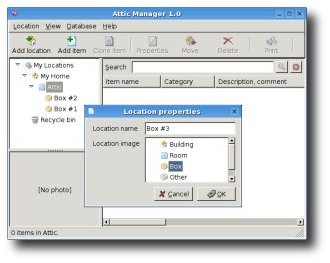 Attic Manager 1.0
Location View Database Help
Add location Add item Clone item Properties Move Delete Print
My Locations
Search
My Home
Item name Category Description, comment
Attic
Box #2
Box #1
Recycle bin
Location properties
Location name Box #3
Location image Building
Room
Box
Other
Cancel OK
[No photo]
0 items in Attic.